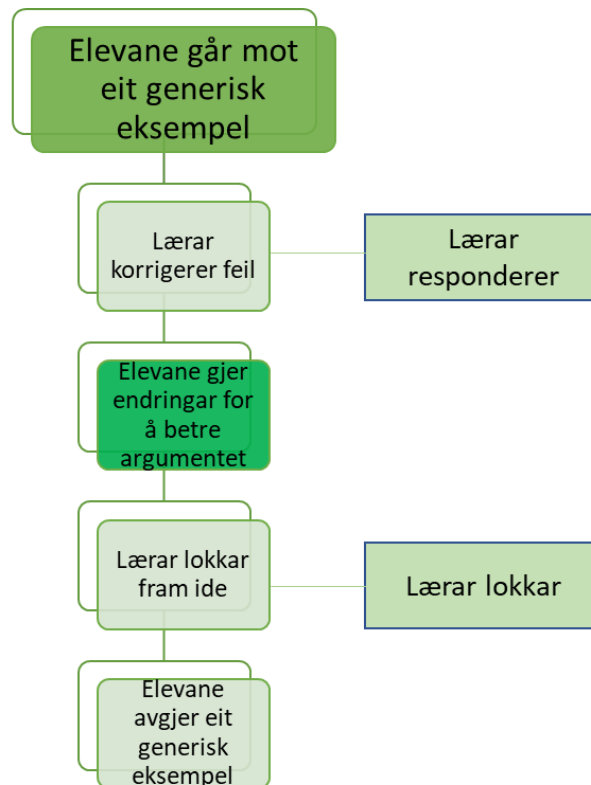 Elevane går mot
eit generisk
eksempel
Lærar
korrigerer feil
Lærar
responderer
Elevane gjer
endringar for
å betre
argumentet
Lærar lokkar
fram ide
Lærar lokkar
Elevane
avgjer eit
generisk
eksempel